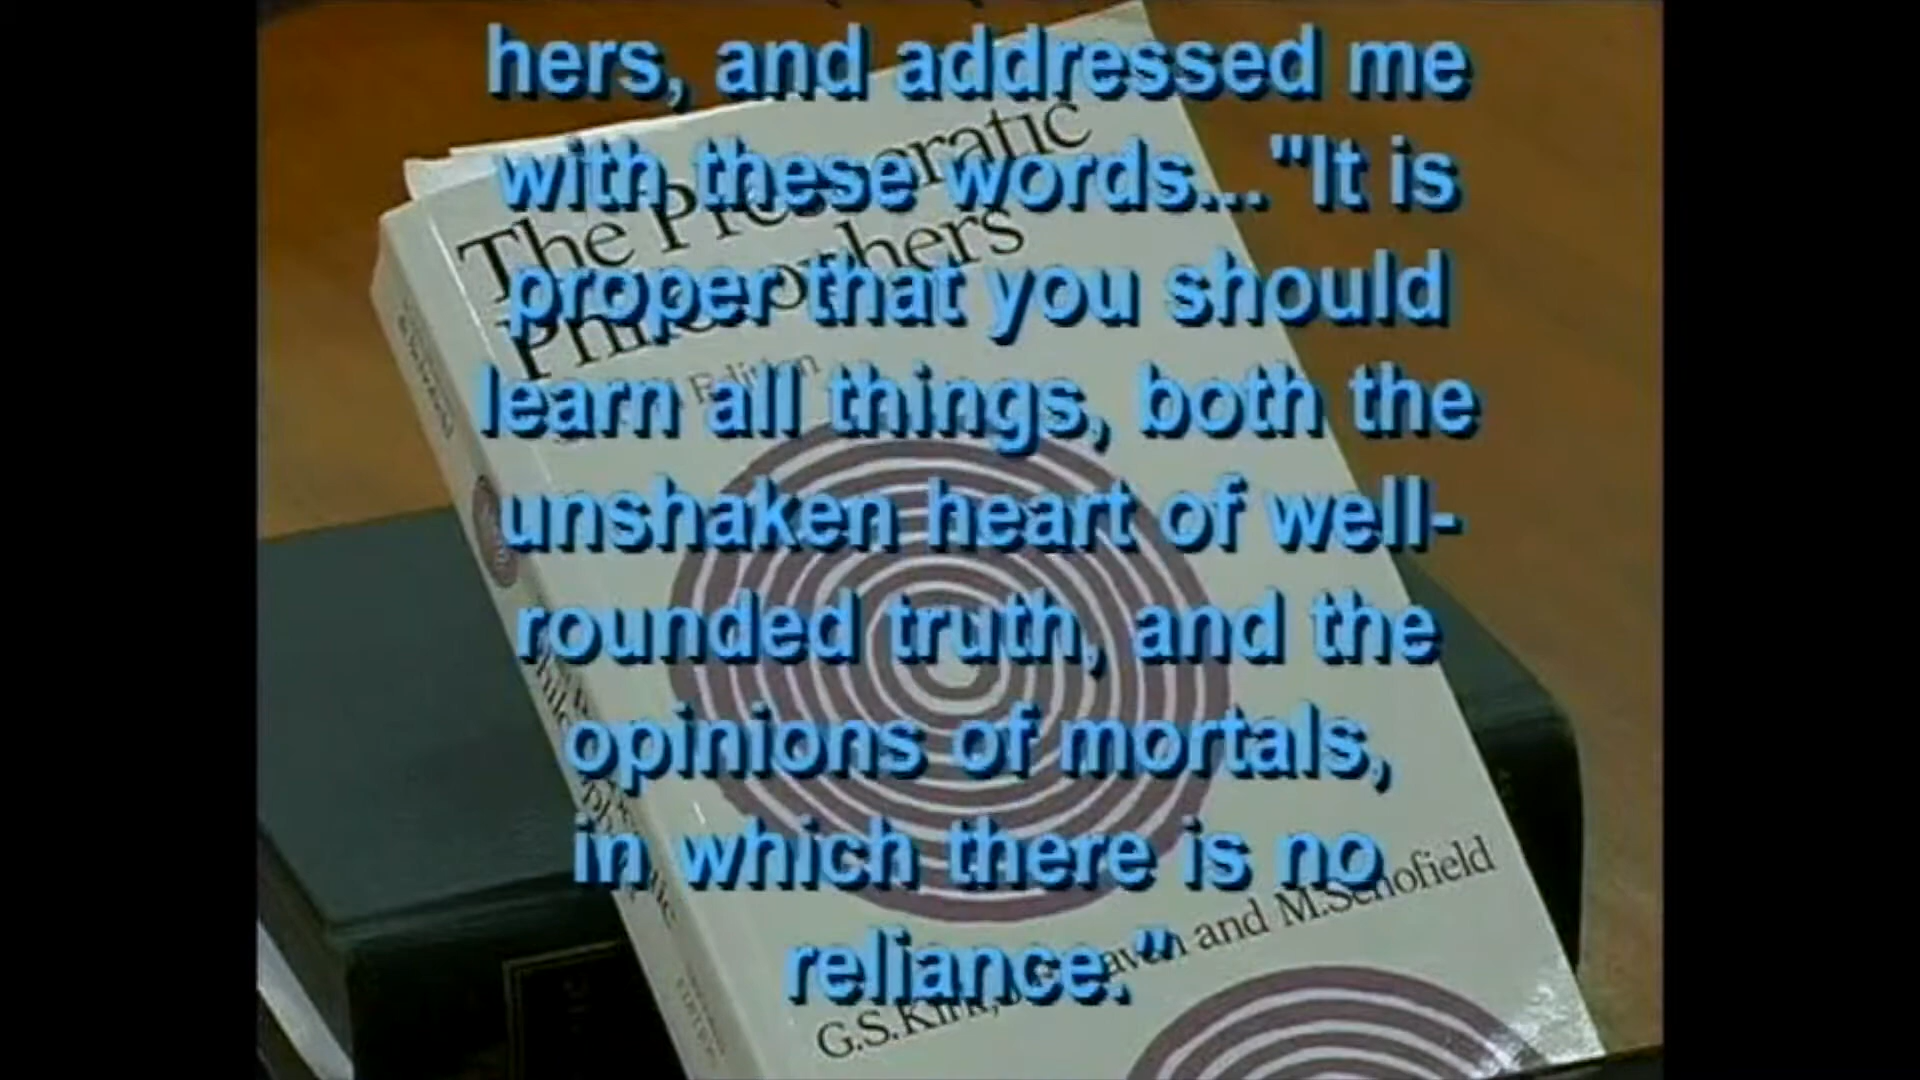 hers, and addressed me
with these words..."It is
proper that you should
learn all things, both the
unshaken heart of well-
rounded truth, and the
opinions of mortals,
in which there is no
reliance."
The
Edition
G.S.Kirk,
and M.Schofield